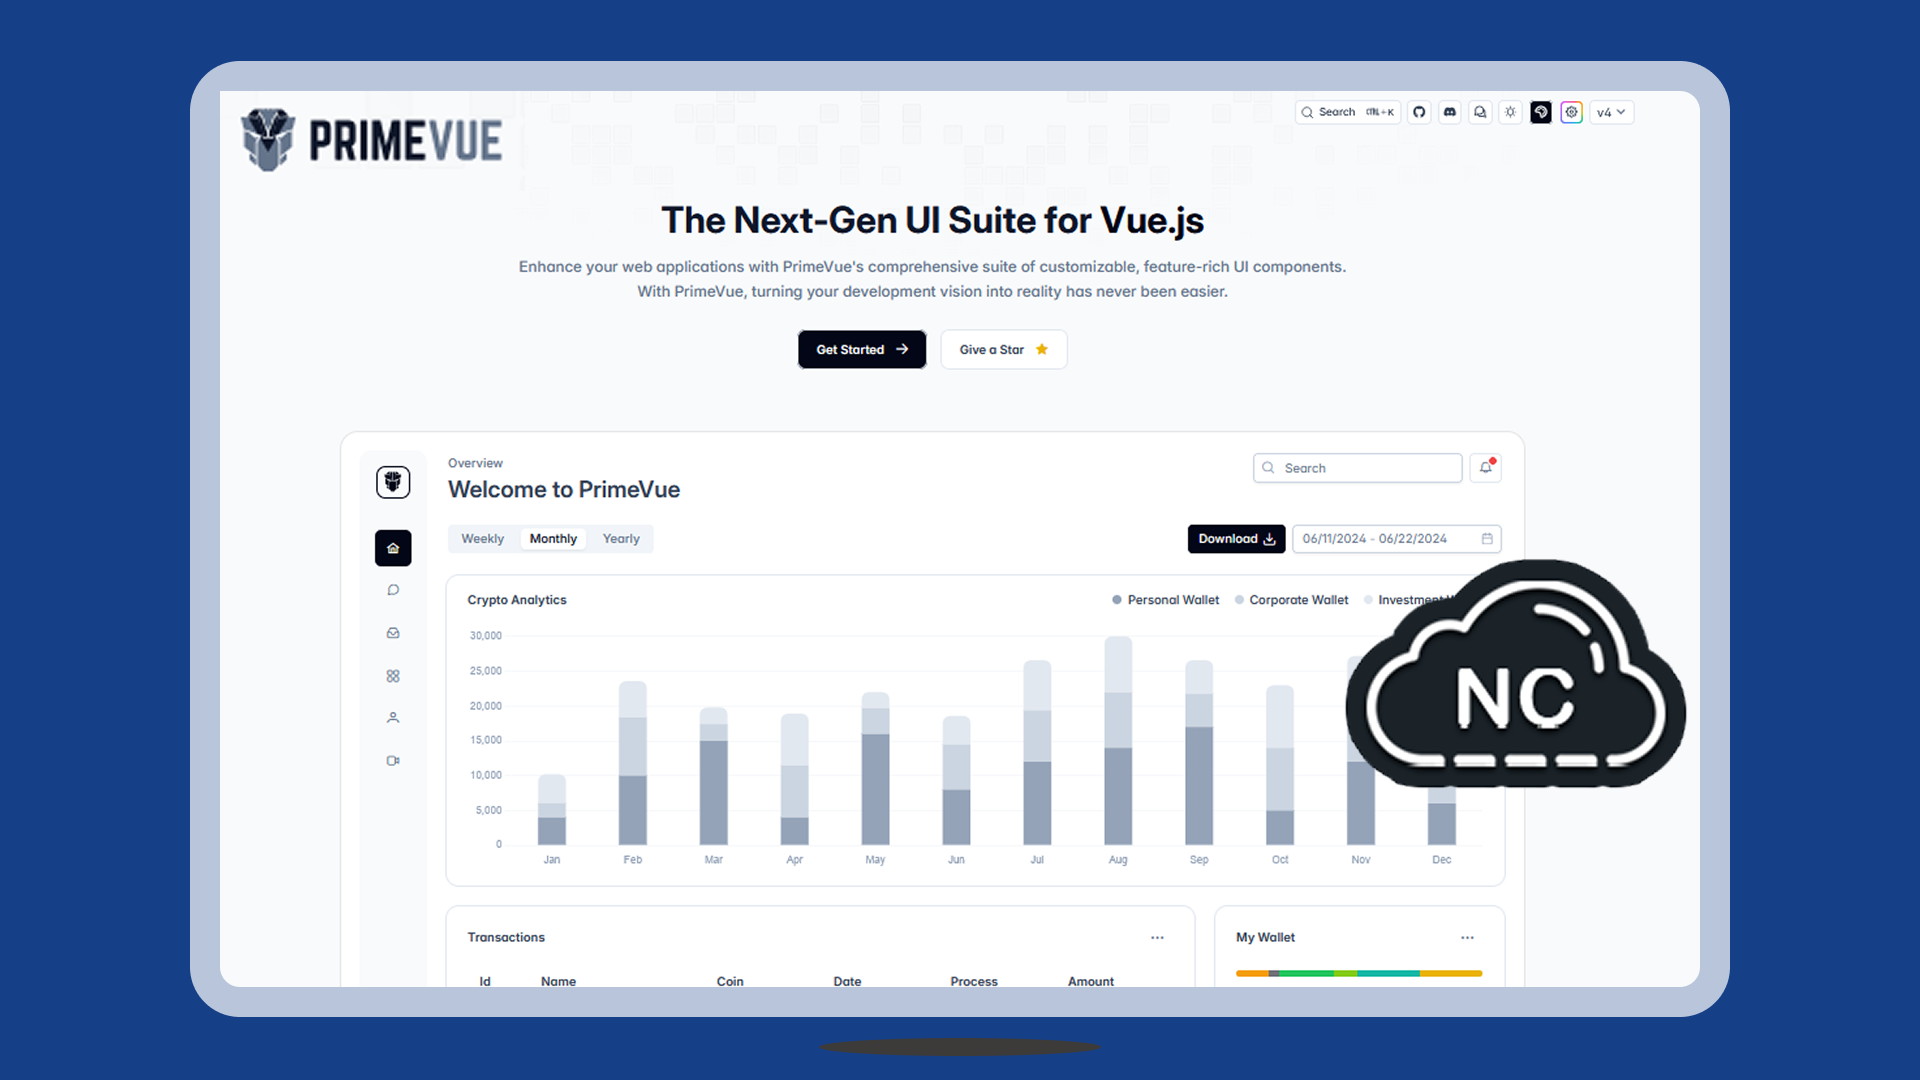 PRIMEVUE
Search CTRL+K
v4
The Next-Gen UI Suite for Vue.js
Enhance your web applications with PrimeVue's comprehensive suite of customizable, feature-rich UI components.
With PrimeVue, turning your development vision into reality has never been easier.
Get Started
Give a Star
Overview
Welcome to PrimeVue
Search
Weekly Monthly Yearly
Download
06/11/2024 - 06/22/2024
Crypto Analytics
Personal Wallet Corporate Wallet Investment
30,000
25,000
20,000
15,000
10,000
5,000
0
Jan Feb Mar Apr May Jun Jul Aug Sep Oct Nov Dec
NC
Transactions
My Wallet
Id Name Coin Date Process Amount